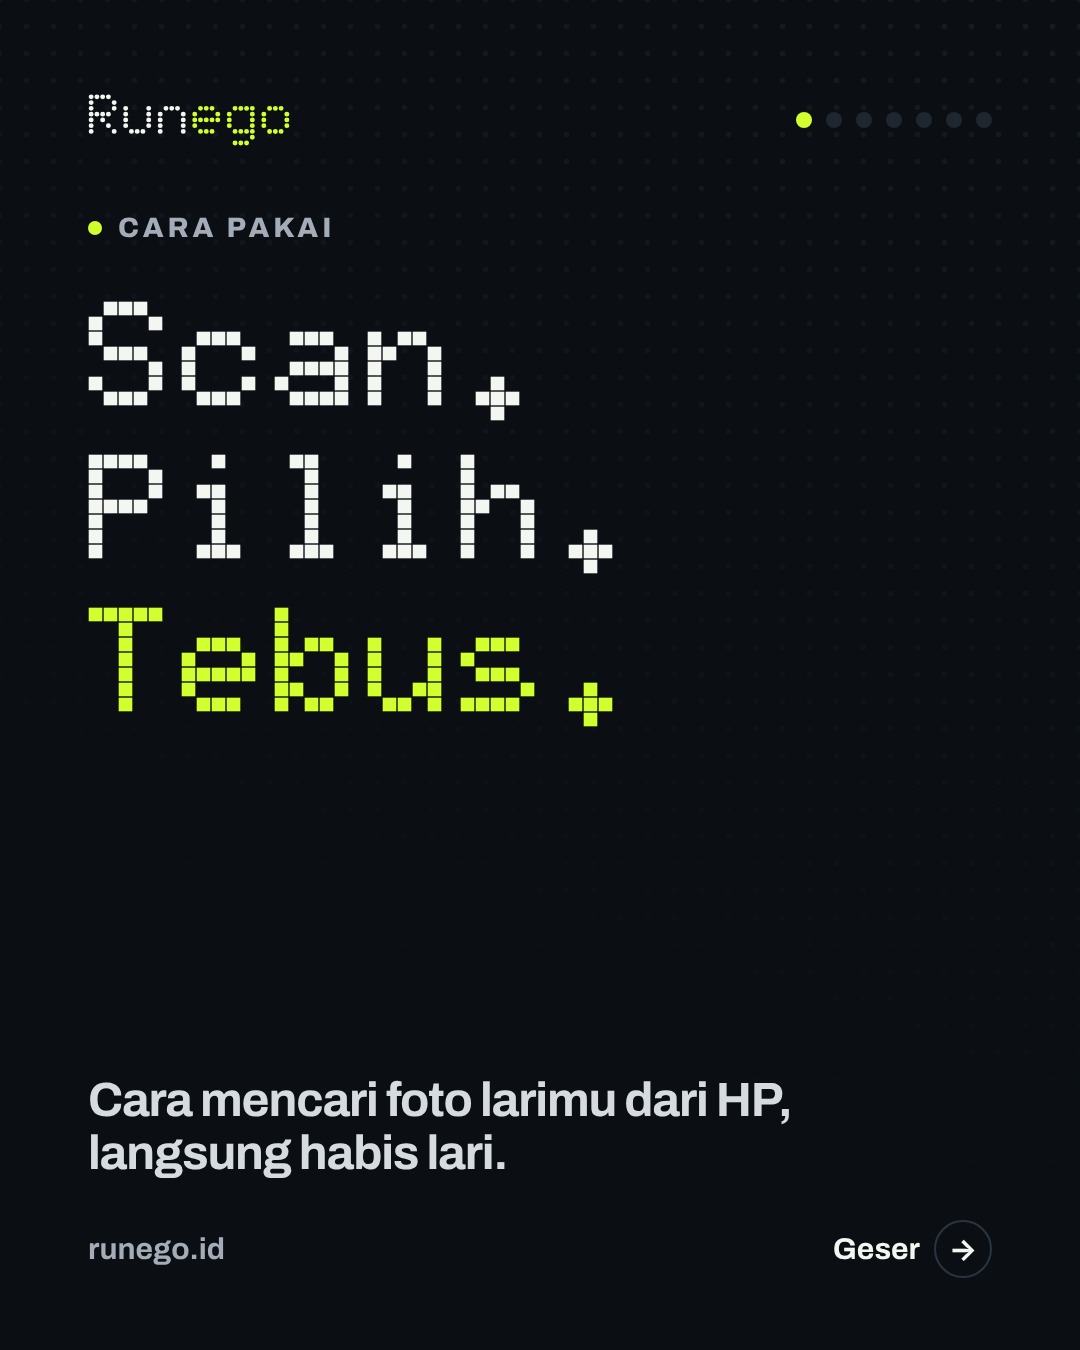 Runego
CARA PAKAI
Scan.
Pilih.
Tebus.
Cara mencari foto larimu dari HP,
langsung habis lari.
runego.id
Geser →